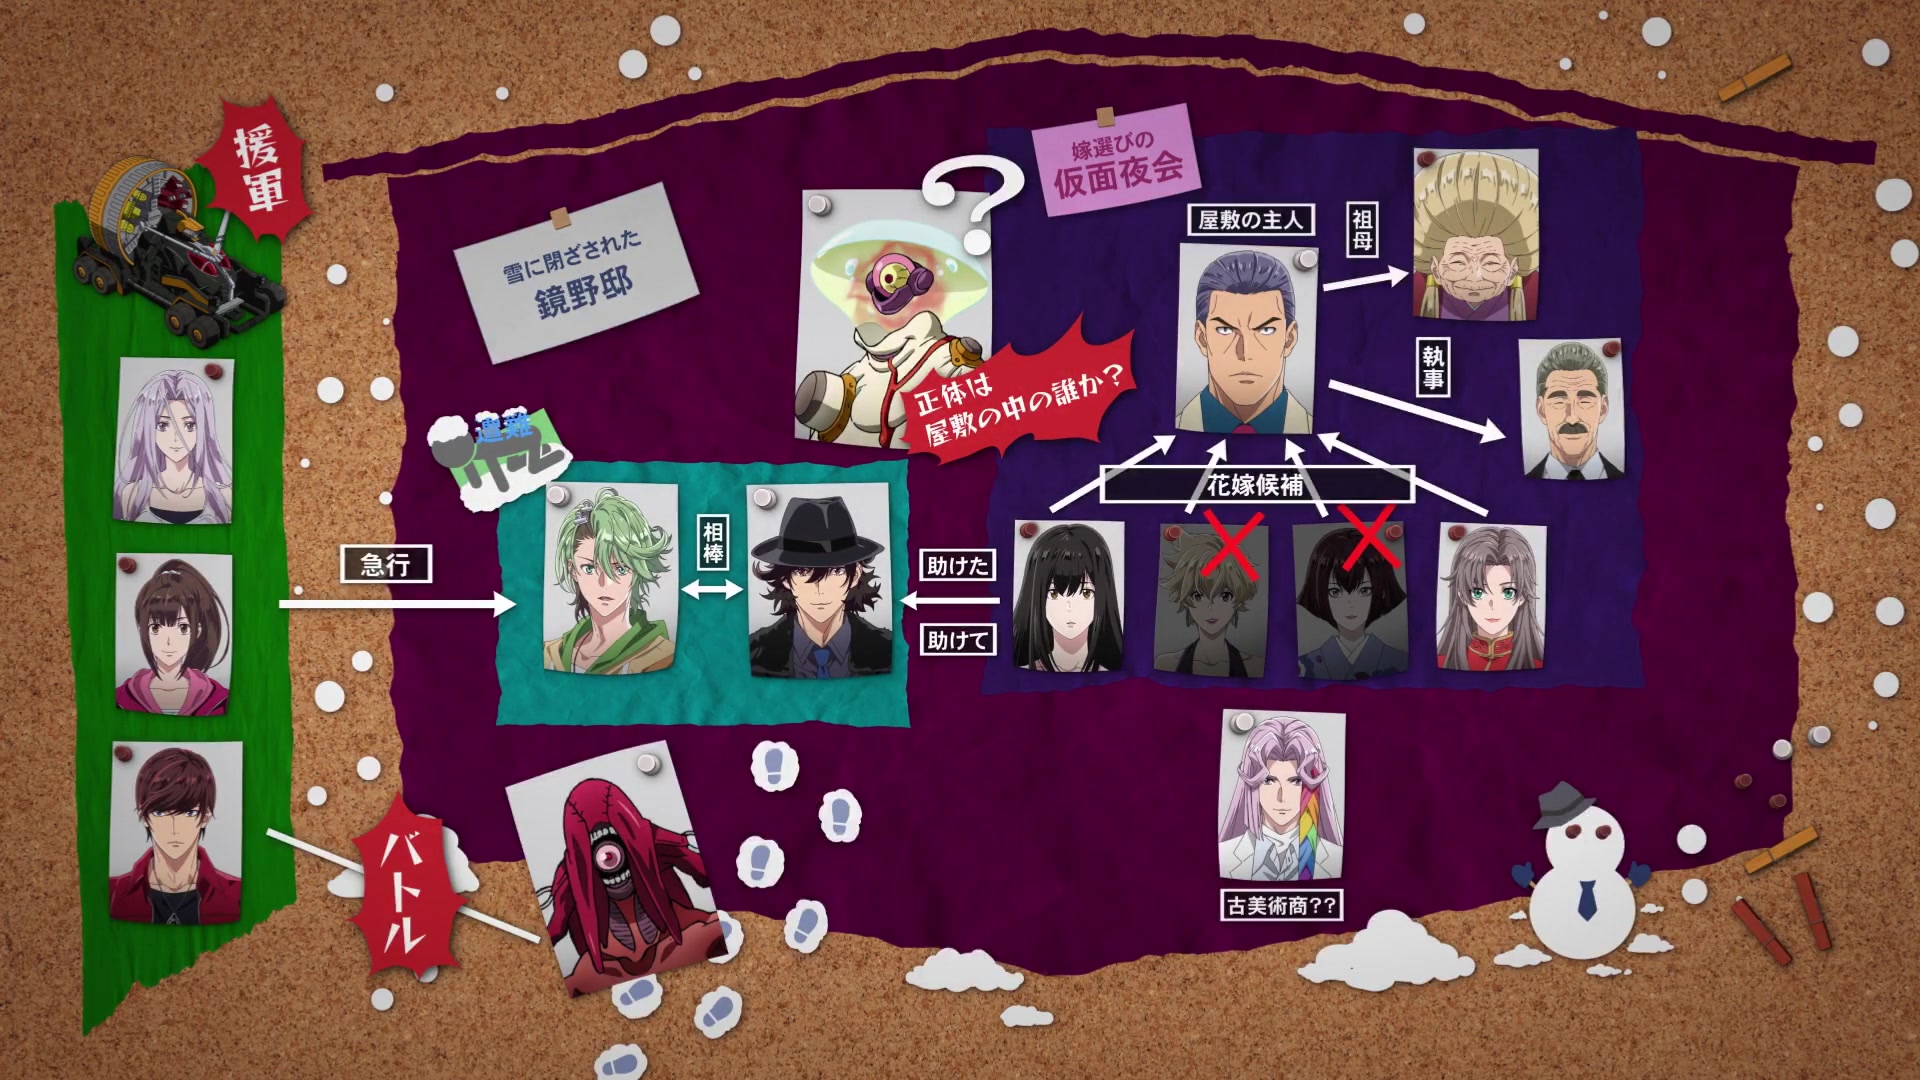 援軍
嫁選びの
仮面夜会
屋敷の主人
祖母
雪に閉ざされた
鏡野邸
正体は
屋敷の中の誰か?
?
執事
遭難
花嫁候補
相棒
急行
助けた
助けて
バトル
古美術商??